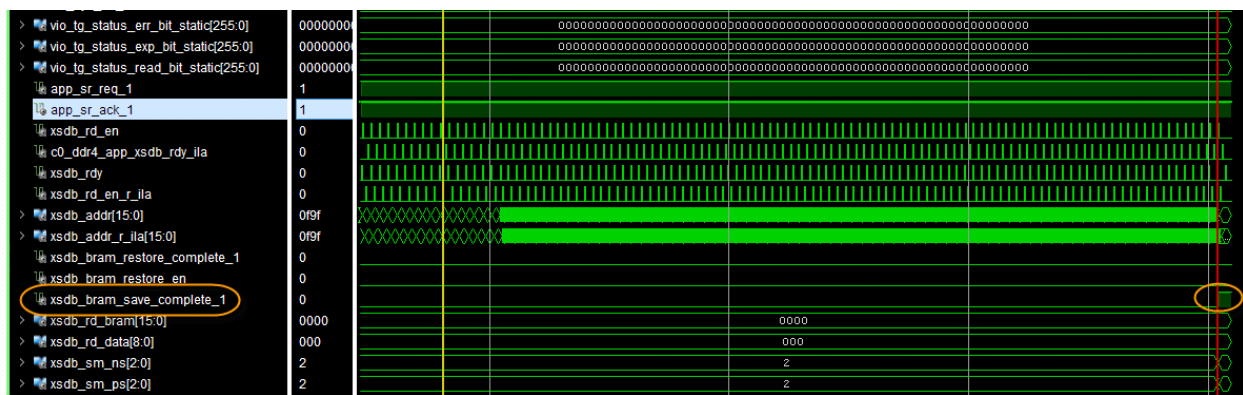 vio_tg_status_err_bit_static[255:0] 00000000 00000000000000000000000000000000000000000000000000000000000000
vio_tg_status_exp_bit_static[255:0] 00000000 00000000000000000000000000000000000000000000000000000000000000
vio_tg_status_read_bit_static[255:0] 00000000 00000000000000000000000000000000000000000000000000000000000000
app_sr_req_1 1
app_sr_ack_1 1
xsdb_rd_en 0
c0_ddr4_app_xsdb_rdy_ila 0
xsdb_rdy 0
xsdb_rd_en_r_ila 0
xsdb_addr[15:0] 0f9f
xsdb_addr_r_ila[15:0] 0f9f
xsdb_bram_restore_complete_1 0
xsdb_bram_restore_en 0
xsdb_bram_save_complete_1 0
xsdb_rd_bram[15:0] 0000 0000
xsdb_rd_data[8:0] 000 000
xsdb_sm_ns[2:0] 2 2
xsdb_sm_ps[2:0] 2 2